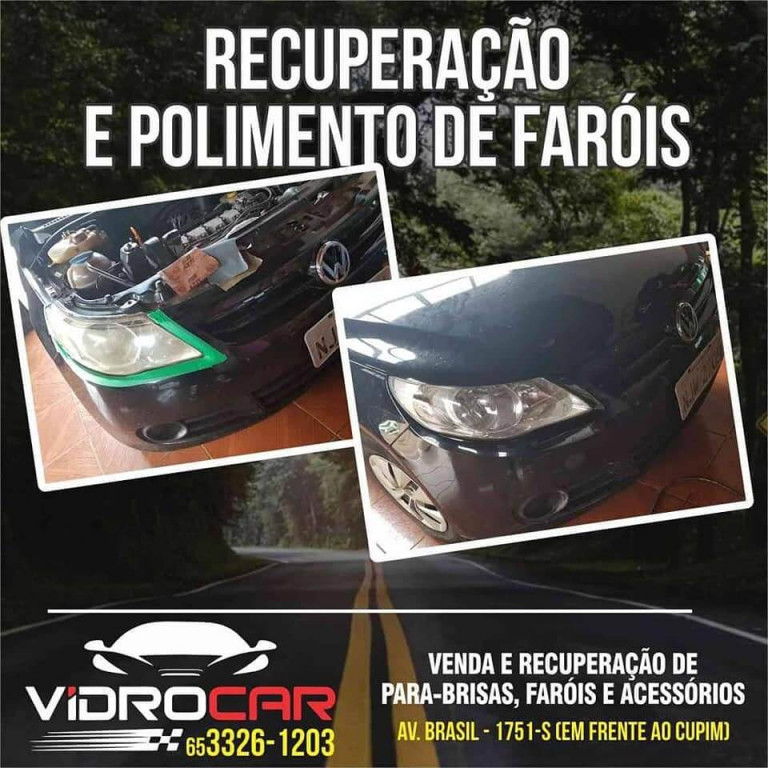 RECUPERAÇÃO
E POLIMENTO DE FARÓIS
VIDROCAR
65 3326-1203
VENDA E RECUPERAÇÃO DE
PARA-BRISAS, FARÓIS E ACESSÓRIOS
AV. BRASIL - 1751-S (EM FRENTE AO CUPIM)